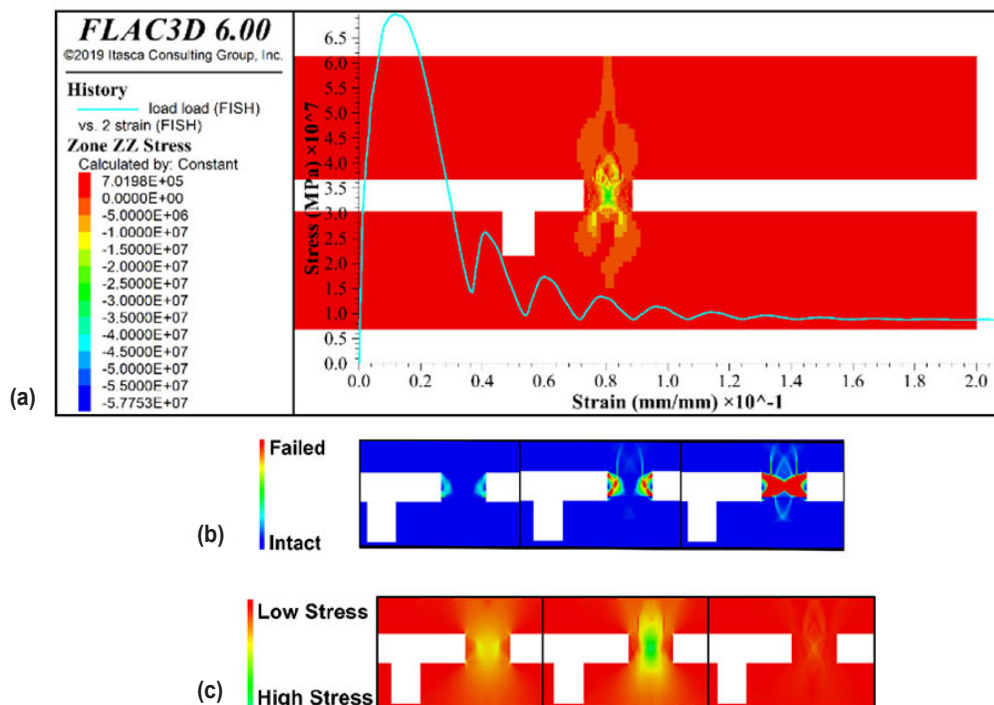 FLAC3D 6.00
©2019 Itasca Consulting Group, Inc.
History
load load (FISH)
vs. 2 strain (FISH)
Zone ZZ Stress
Calculated by: Constant
7.0198E+05
0.0000E+00
-5.0000E+06
-1.0000E+07
-1.5000E+07
-2.0000E+07
-2.5000E+07
-3.0000E+07
-3.5000E+07
-4.0000E+07
-4.5000E+07
-5.0000E+07
-5.5000E+07
-5.7753E+07
Stress (MPa) ×10^7
6.5
6.0
5.5
5.0
4.5
4.0
3.5
3.0
2.5
2.0
1.5
1.0
0.5
0.0
0.0 0.2 0.4 0.6 0.8 1.0 1.2 1.4 1.6 1.8 2.0
Strain (mm/mm) ×10^-1
(a)
Failed
Intact
(b)
Low Stress
High Stress
(c)